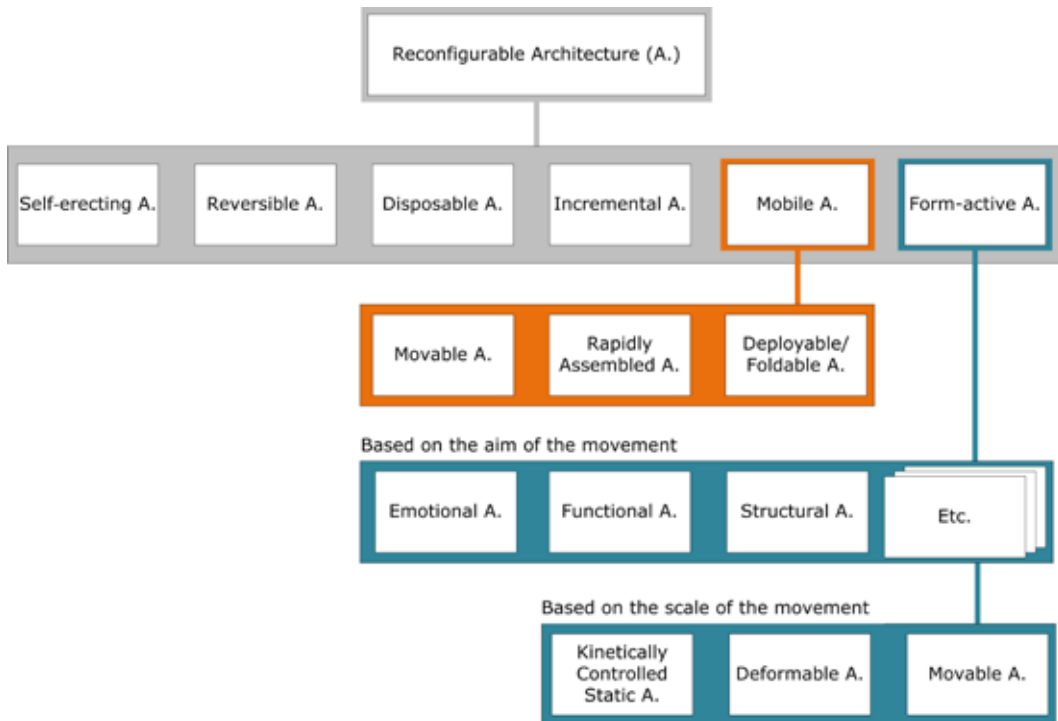 Reconfigurable Architecture (A.)
Self-erecting A.
Reversible A.
Disposable A.
Incremental A.
Mobile A.
Form-active A.
Movable A.
Rapidly
Assembled A.
Deployable/
Foldable A.
Based on the aim of the movement
Emotional A.
Functional A.
Structural A.
Etc.
Based on the scale of the movement
Kinetically
Controlled
Static A.
Deformable A.
Movable A.